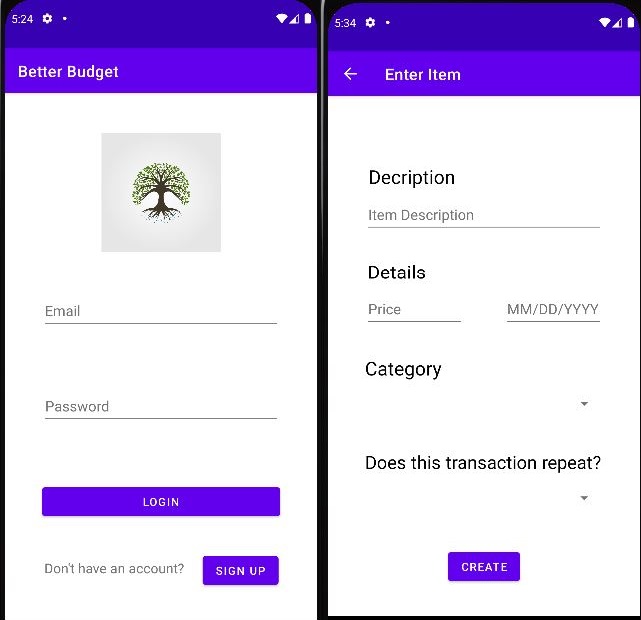 5:24
Better Budget
Email
Password
LOGIN
Don't have an account?
SIGN UP
5:34
Enter Item
Decription
Item Description
Details
Price
MM/DD/YYYY
Category
Does this transaction repeat?
CREATE